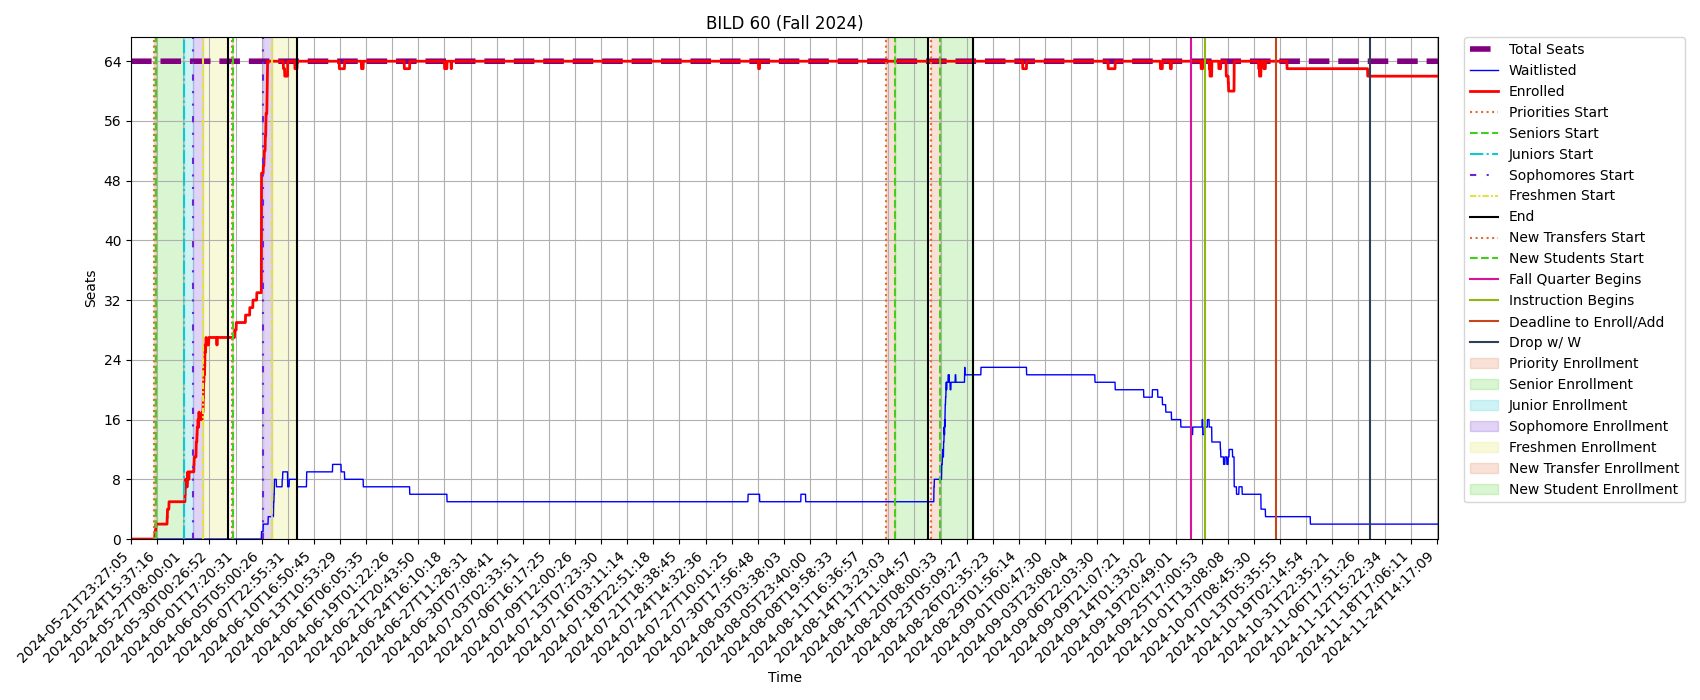 BILD 60 (Fall 2024)
Seats
64
56
48
40
32
24
16
8
0
2024-05-21T23:27:05
2024-05-24T15:37:16
2024-05-27T08:00:01
2024-05-30T00:26:52
2024-06-01T17:20:31
2024-06-05T05:00:26
2024-06-07T22:55:31
2024-06-10T16:50:45
2024-06-13T10:53:29
2024-06-16T06:05:35
2024-06-19T01:22:26
2024-06-21T20:43:50
2024-06-24T16:10:18
2024-06-27T11:28:31
2024-06-30T07:08:41
2024-07-03T02:33:51
2024-07-06T16:17:25
2024-07-09T12:00:26
2024-07-13T07:23:30
2024-07-16T03:11:14
2024-07-18T22:51:18
2024-07-21T18:38:45
2024-07-24T14:32:36
2024-07-27T10:01:25
2024-07-30T17:56:48
2024-08-03T03:38:03
2024-08-05T23:40:00
2024-08-08T19:58:33
2024-08-11T16:36:57
2024-08-14T13:23:03
2024-08-17T11:04:57
2024-08-20T08:00:33
2024-08-23T05:09:27
2024-08-26T02:35:23
2024-08-29T01:56:14
2024-09-01T00:47:30
2024-09-03T23:08:04
2024-09-06T22:03:30
2024-09-09T21:07:21
2024-09-14T01:33:02
2024-09-19T20:49:01
2024-09-25T17:00:53
2024-10-01T13:08:08
2024-10-07T08:45:30
2024-10-13T05:35:55
2024-10-19T02:14:54
2024-10-31T22:35:21
2024-11-06T17:51:26
2024-11-12T15:22:34
2024-11-18T17:06:11
2024-11-24T14:17:09
Time
Total Seats
Waitlisted
Enrolled
Priorities Start
Seniors Start
Juniors Start
Sophomores Start
Freshmen Start
End
New Transfers Start
New Students Start
Fall Quarter Begins
Instruction Begins
Deadline to Enroll/Add
Drop w/ W
Priority Enrollment
Senior Enrollment
Junior Enrollment
Sophomore Enrollment
Freshmen Enrollment
New Transfer Enrollment
New Student Enrollment